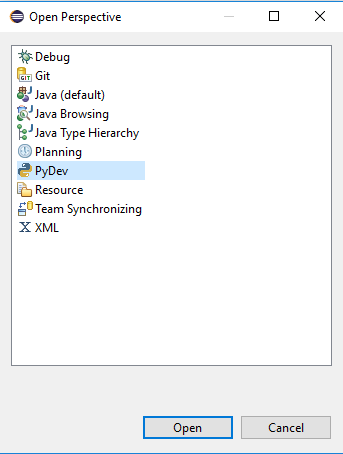 Open Perspective
Debug
GIT Git
Java (default)
Java Browsing
Java Type Hierarchy
Planning
PyDev
Resource
Team Synchronizing
X XML
Open Cancel